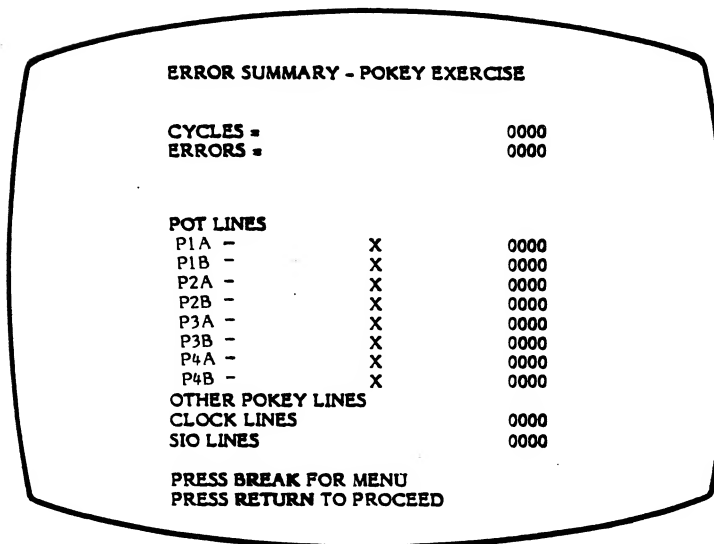 ERROR SUMMARY - POKEY EXERCISE
CYCLES = 0000
ERRORS = 0000
POT LINES
P1A - X 0000
P1B - X 0000
P2A - X 0000
P2B - X 0000
P3A - X 0000
P3B - X 0000
P4A - X 0000
P4B - X 0000
OTHER POKEY LINES
CLOCK LINES 0000
SIO LINES 0000
PRESS BREAK FOR MENU
PRESS RETURN TO PROCEED